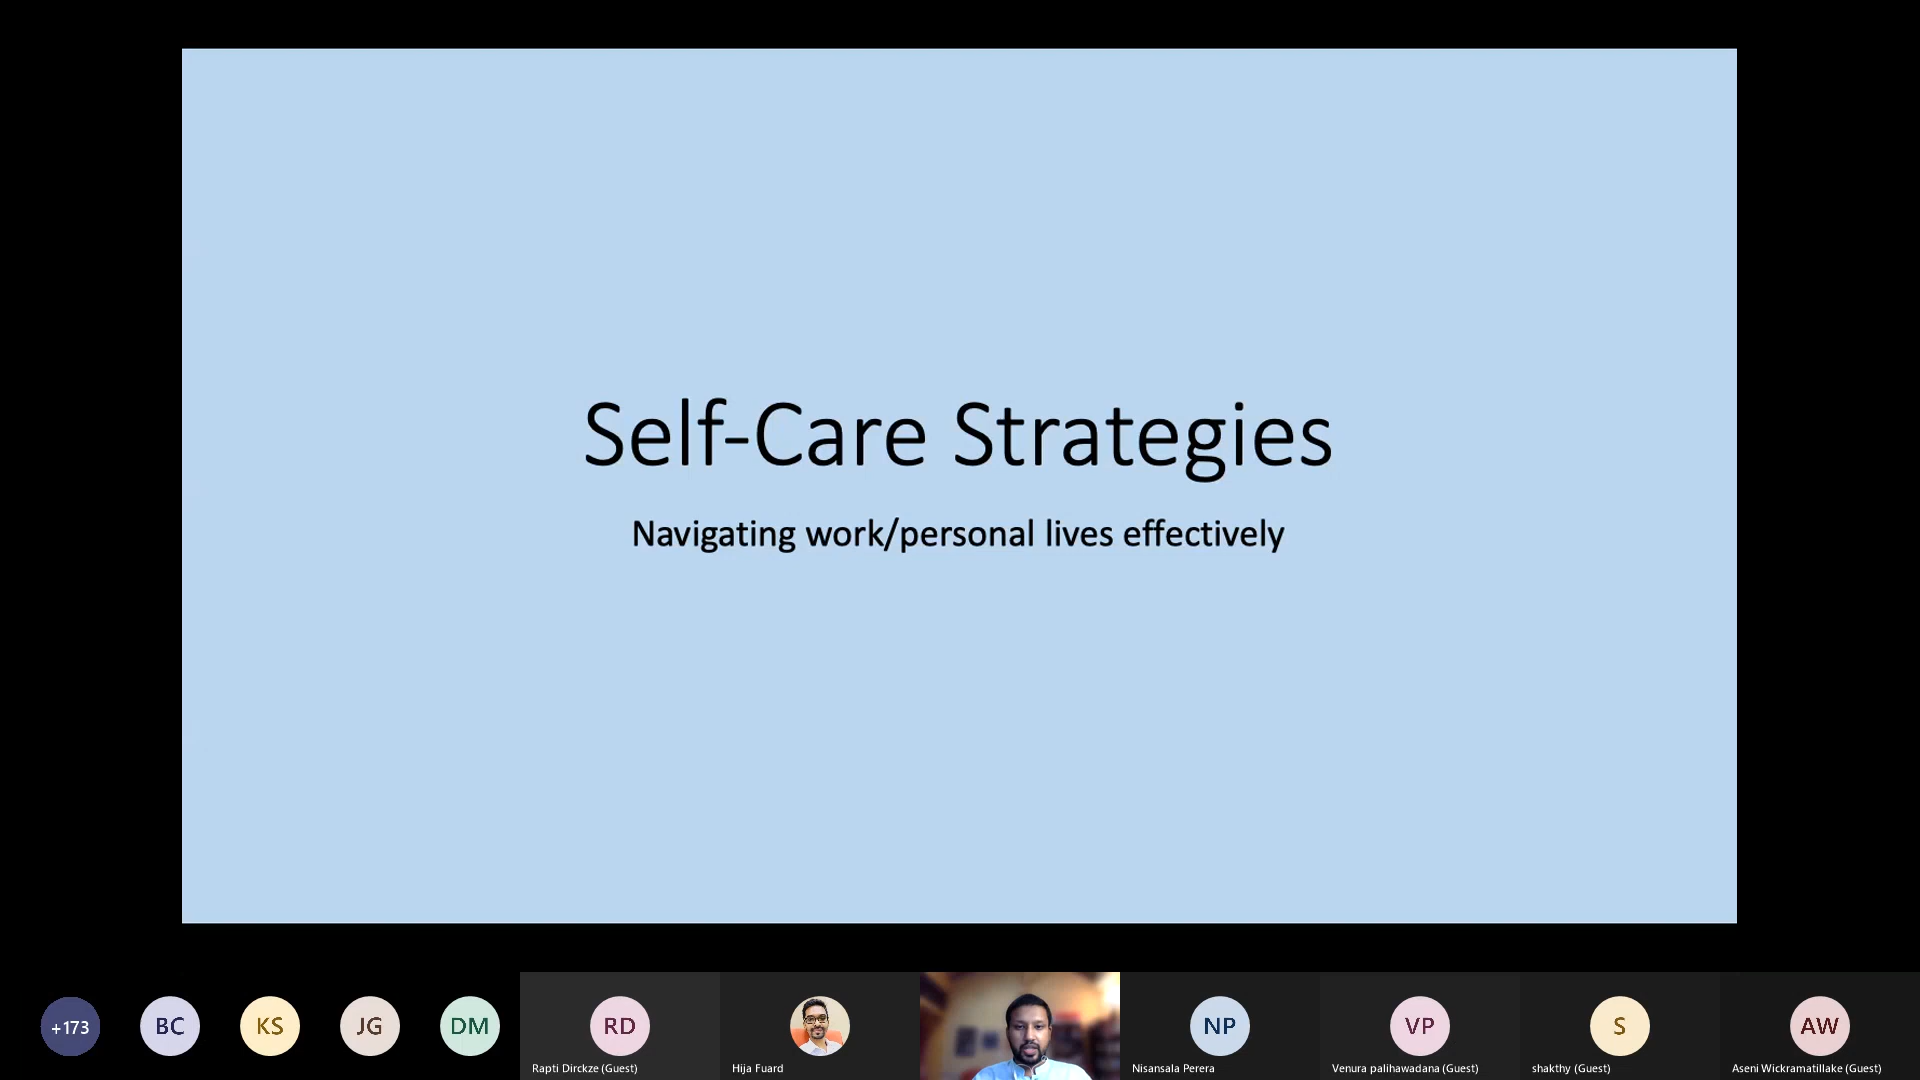 Self-Care Strategies
Navigating work/personal lives effectively
+173
BC
KS
JG
DM
RD
NP
VP
S
AW
Rapti Dirckze (Guest)
Hija Fuard
Nisansala Perera
Venura palihawadana (Guest)
shakthy (Guest)
Aseni Wickramatillake (Guest)